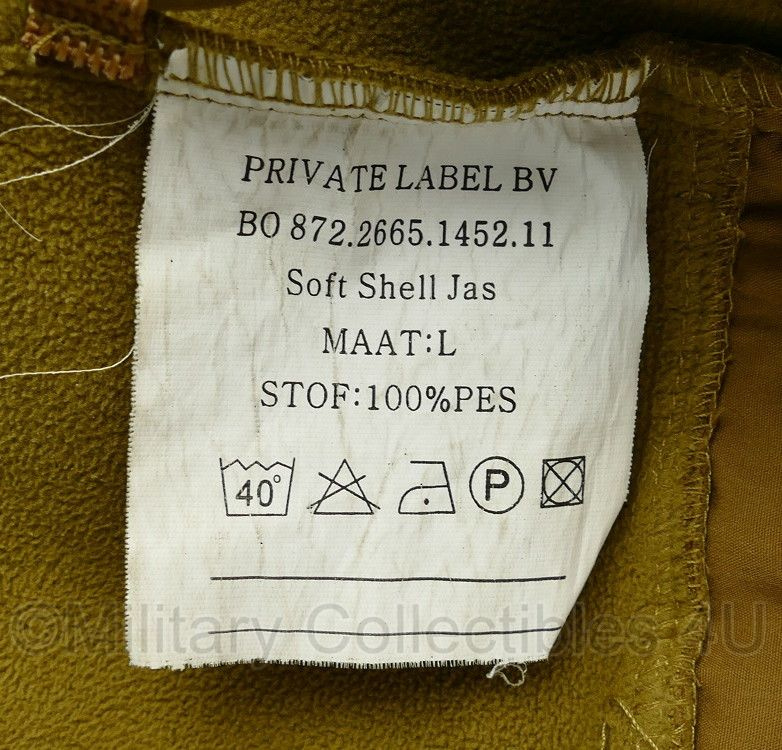 PRIVATE LABEL BV
BO 872.2665.1452.11
Soft Shell Jas
MAAT:L
STOF:100%PES
40° P
©Military Collectibles 4U